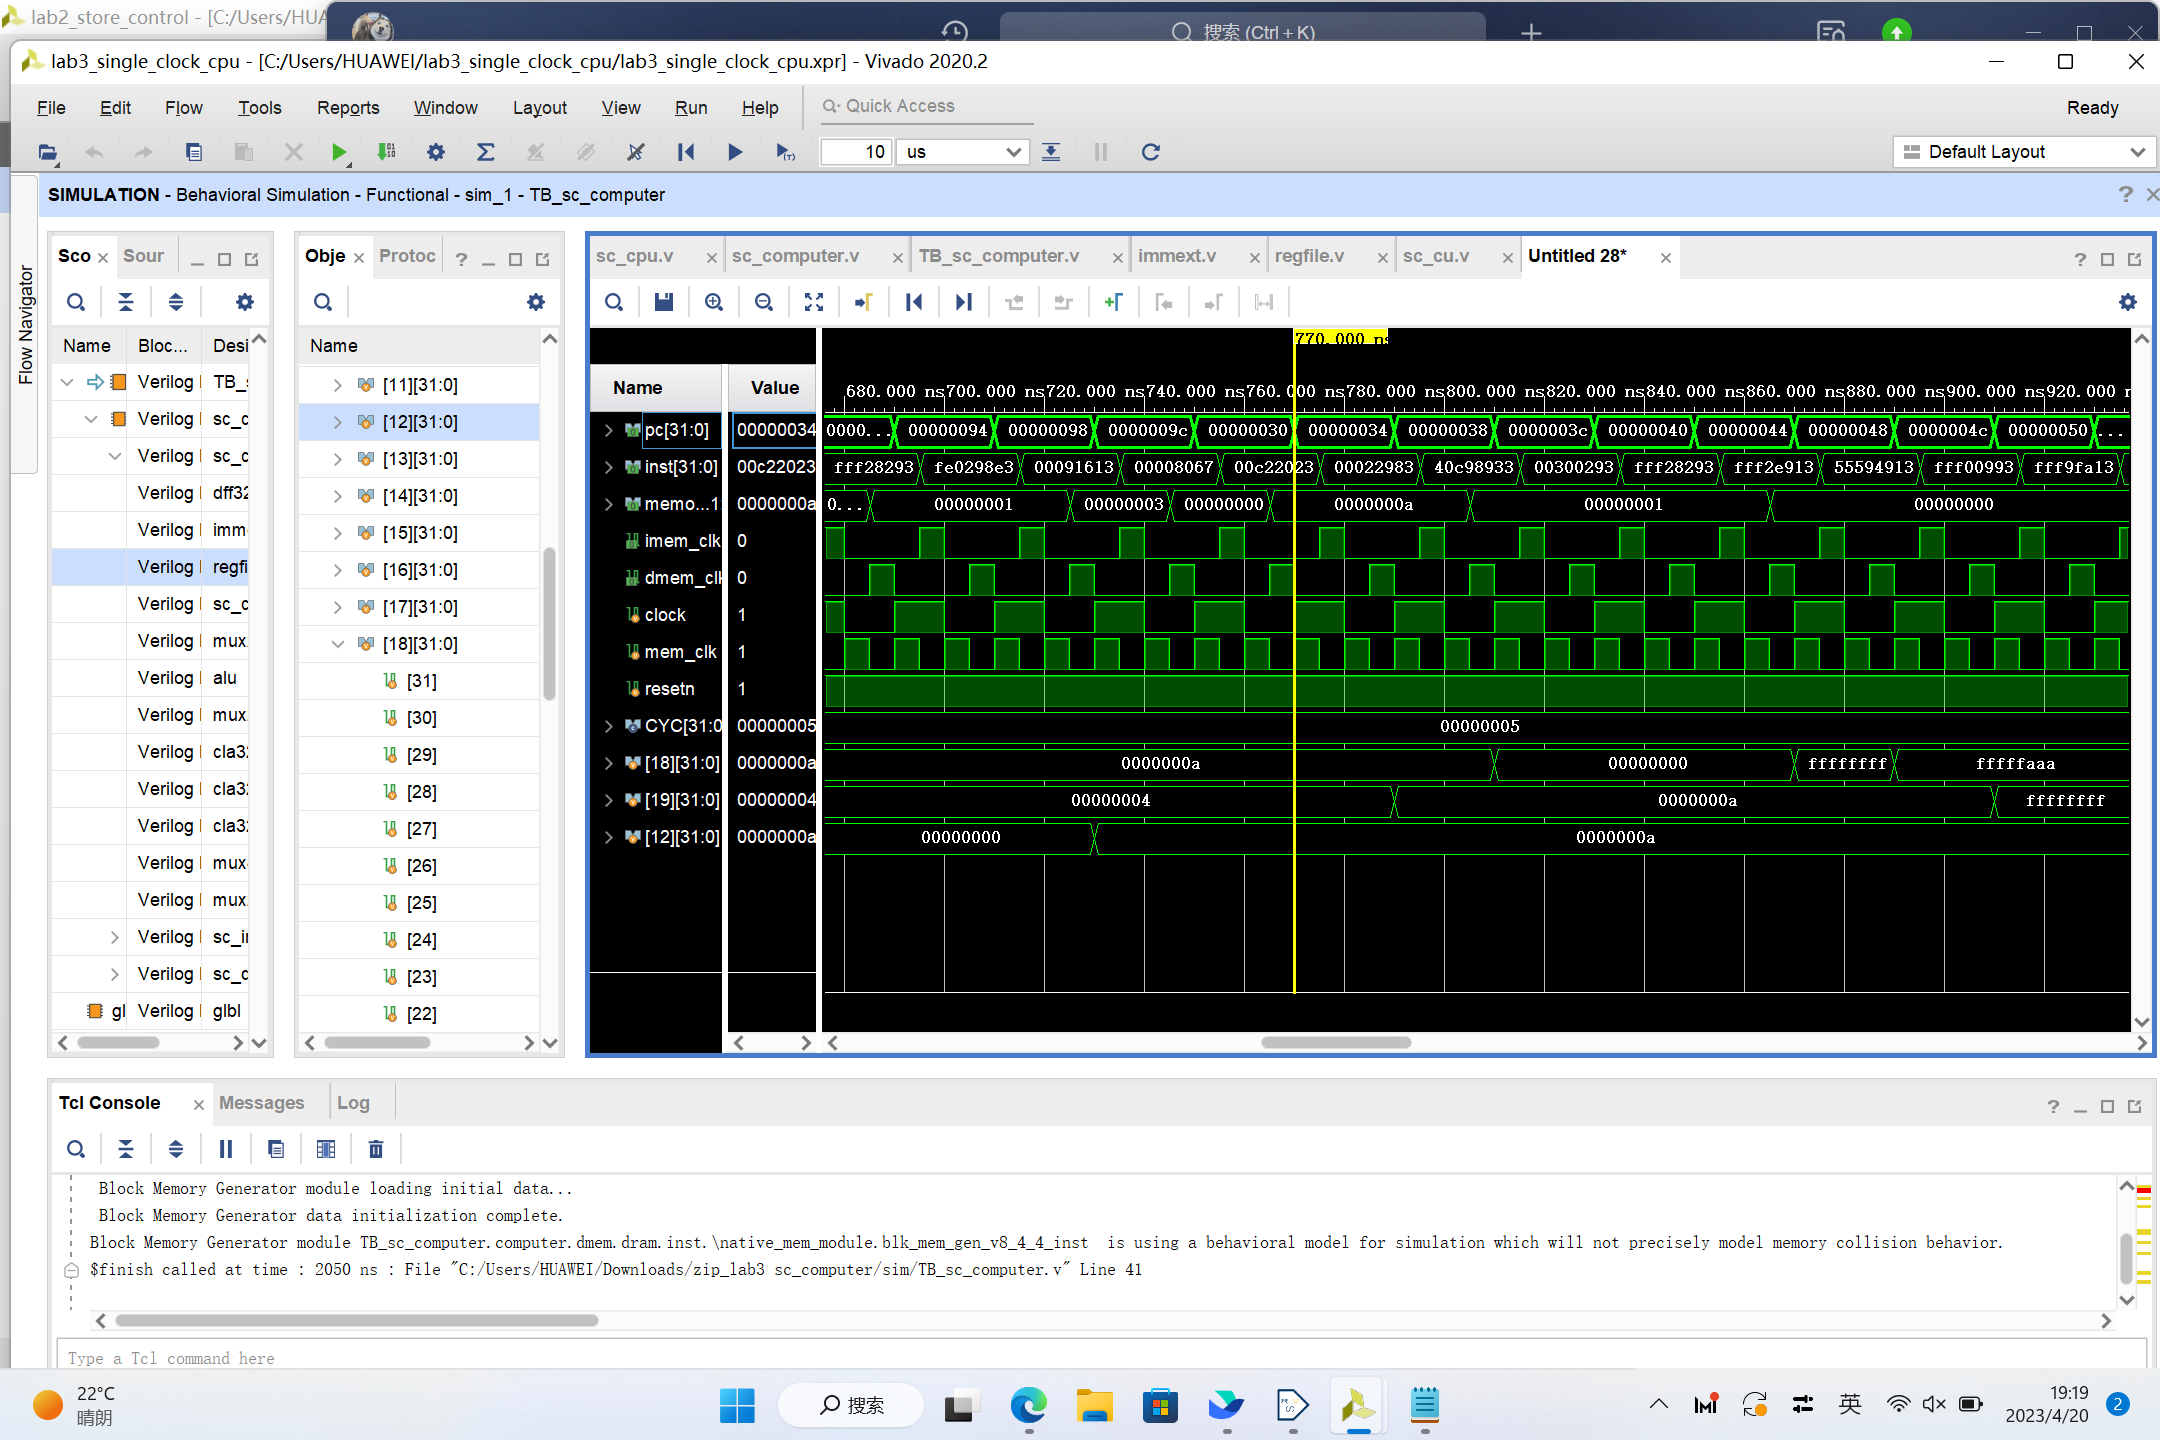 lab2_store_control - [C:/Users/HUA
搜索 (Ctrl+K)
lab3_single_clock_cpu - [C:/Users/HUAWEI/lab3_single_clock_cpu/lab3_single_clock_cpu.xpr] - Vivado 2020.2
File Edit Flow Tools Reports Window Layout View Run Help Quick Access Ready
10 us Default Layout
SIMULATION - Behavioral Simulation - Functional - sim_1 - TB_sc_computer
Flow Navigator
Sco Sour
Name Bloc... Desi
Verilog TB_s
Verilog sc_c
Verilog sc_c
Verilog dff32
Verilog imm
Verilog regfi
Verilog sc_c
Verilog mux
Verilog alu
Verilog mux
Verilog cla32
Verilog cla32
Verilog cla32
Verilog mux
Verilog mux
Verilog sc_ir
Verilog sc_c
gl Verilog glbl
Obje Protoc
Name
[11][31:0]
[12][31:0]
[13][31:0]
[14][31:0]
[15][31:0]
[16][31:0]
[17][31:0]
[18][31:0]
[31]
[30]
[29]
[28]
[27]
[26]
[25]
[24]
[23]
[22]
sc_cpu.v sc_computer.v TB_sc_computer.v immext.v regfile.v sc_cu.v Untitled 28*
770.000 ns
Name Value 680.000 ns 700.000 ns 720.000 ns 740.000 ns 760.000 ns 780.000 ns 800.000 ns 820.000 ns 840.000 ns 860.000 ns 880.000 ns 900.000 ns 920.000 n
pc[31:0] 00000034 0000... 00000094 00000098 0000009c 00000030 00000034 00000038 0000003c 00000040 00000044 00000048 0000004c 00000050 ...
inst[31:0] 00c22023 fff28293 fe0298e3 00091613 00008067 00c22023 00022983 40c98933 00300293 fff28293 fff2e913 55594913 fff00993 fff9fa13
memo...1: 0000000a 0... 00000001 00000003 00000000 0000000a 00000001 00000000
imem_clk 0
dmem_clk 0
clock 1
mem_clk 1
resetn 1
CYC[31:0 00000005 00000005
[18][31:0] 0000000a 0000000a 00000000 ffffffff fffffaaa
[19][31:0] 00000004 00000004 0000000a ffffffff
[12][31:0] 0000000a 00000000 0000000a
Tcl Console Messages Log
Block Memory Generator module loading initial data...
Block Memory Generator data initialization complete.
Block Memory Generator module TB_sc_computer.computer.dmem.dram.inst.\native_mem_module.blk_mem_gen_v8_4_4_inst is using a behavioral model for simulation which will not precisely model memory collision behavior.
$finish called at time : 2050 ns : File "C:/Users/HUAWEI/Downloads/zip_lab3 sc_computer/sim/TB_sc_computer.v" Line 41
Type a Tcl command here
22°C
晴朗
搜索
英
19:19
2023/4/20
2